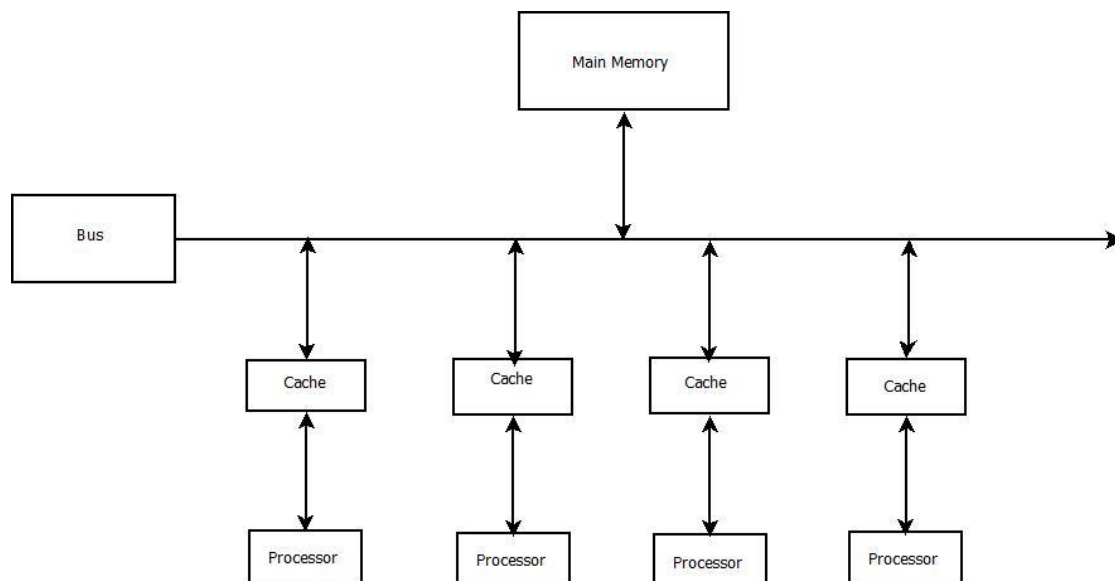 Main Memory
Bus
Cache
Cache
Cache
Cache
Processor
Processor
Processor
Processor